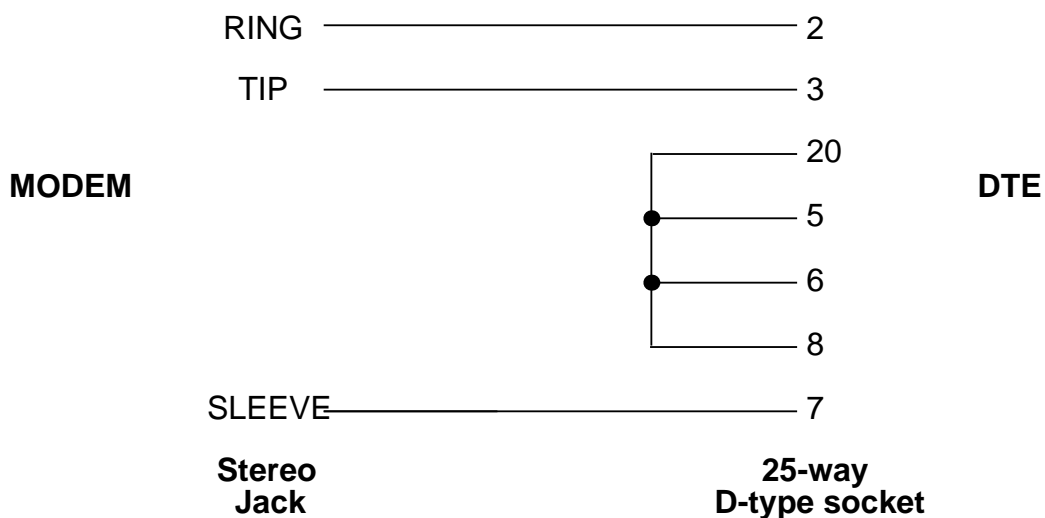 RING 2
TIP 3
20
MODEM DTE
5
6
8
SLEEVE 7
Stereo 25-way
Jack D-type socket